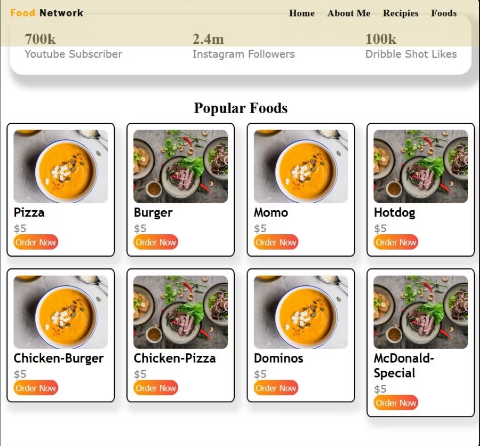 Food Network
Home About Me Recipies Foods
700k 2.4m 100k
Youtube Subscriber Instagram Followers Dribble Shot Likes
Popular Foods
Pizza Burger Momo Hotdog
$5 $5 $5 $5
Order Now Order Now Order Now Order Now
Chicken-Burger Chicken-Pizza Dominos McDonald-
Special
$5 $5 $5 $5
Order Now Order Now Order Now Order Now